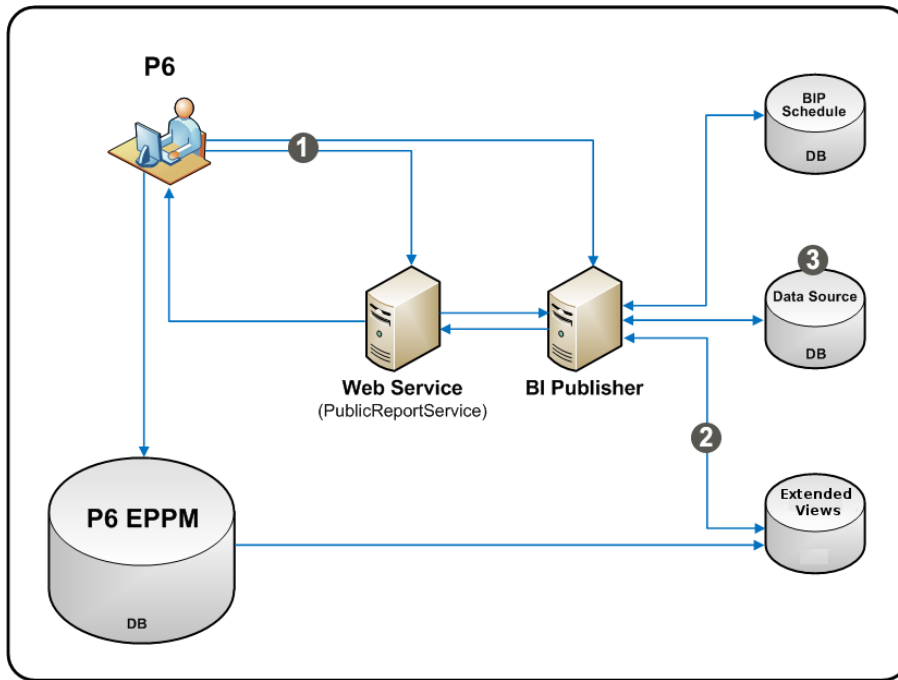 P6
1
BIP
Schedule
DB
3
Data Source
DB
Web Service
(PublicReportService)
BI Publisher
2
P6 EPPM
DB
Extended
Views